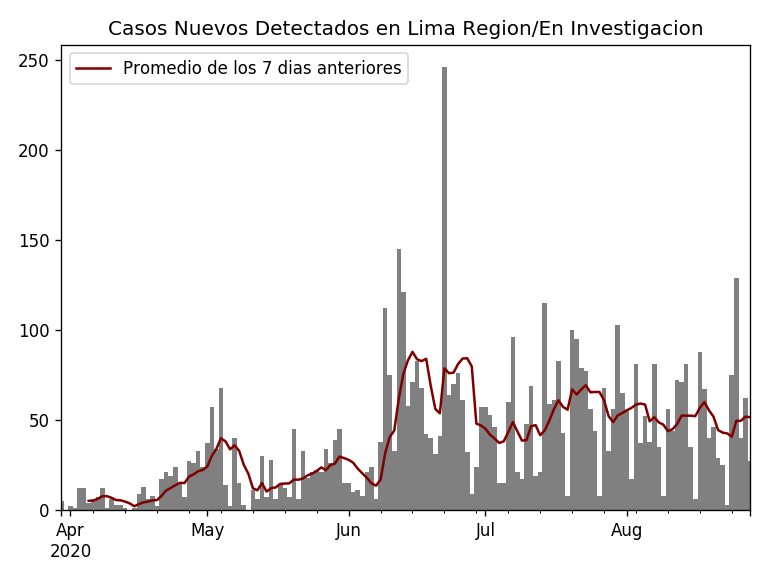 Casos Nuevos Detectados en Lima Region/En Investigacion
Promedio de los 7 dias anteriores
250
200
150
100
50
0
Apr
2020
May
Jun
Jul
Aug